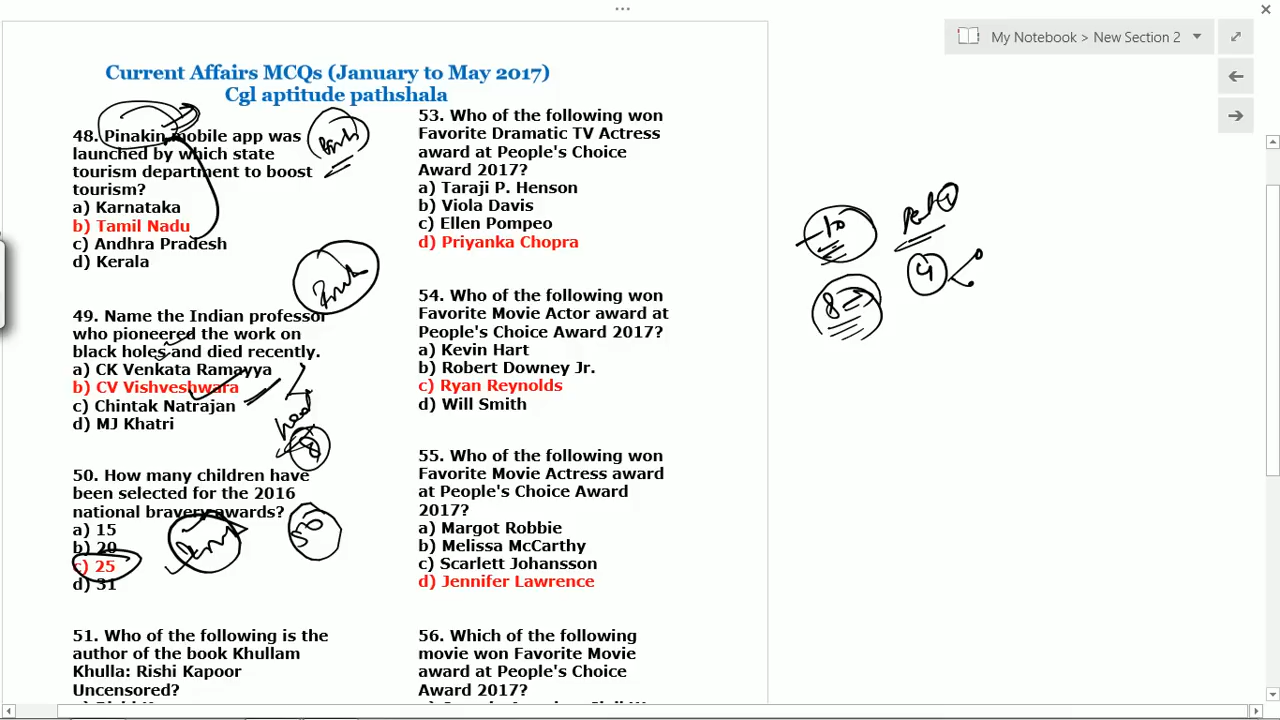 My Notebook > New Section 2
Current Affairs MCQs (January to May 2017)
Cgl aptitude pathshala
48. Pinakin mobile app was
launched by which state
tourism department to boost
tourism?
a) Karnataka
b) Tamil Nadu
c) Andhra Pradesh
d) Kerala
49. Name the Indian professor
who pioneered the work on
black holes and died recently.
a) CK Venkata Ramayya
b) CV Vishveshwara
c) Chintak Natrajan
d) MJ Khatri
50. How many children have
been selected for the 2016
national bravery awards?
a) 15
b) 20
c) 25
d) 31
51. Who of the following is the
author of the book Khullam
Khulla: Rishi Kapoor
Uncensored?
53. Who of the following won
Favorite Dramatic TV Actress
award at People's Choice
Award 2017?
a) Taraji P. Henson
b) Viola Davis
c) Ellen Pompeo
d) Priyanka Chopra
54. Who of the following won
Favorite Movie Actor award at
People's Choice Award 2017?
a) Kevin Hart
b) Robert Downey Jr.
c) Ryan Reynolds
d) Will Smith
55. Who of the following won
Favorite Movie Actress award
at People's Choice Award
2017?
a) Margot Robbie
b) Melissa McCarthy
c) Scarlett Johansson
d) Jennifer Lawrence
56. Which of the following
movie won Favorite Movie
award at People's Choice
Award 2017?